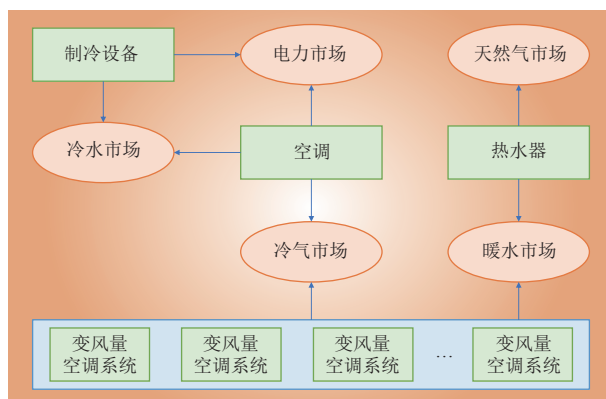 制冷设备
电力市场
天然气市场
冷水市场
空调
热水器
冷气市场
暖水市场
变风量
空调系统
变风量
空调系统
变风量
空调系统
…
变风量
空调系统